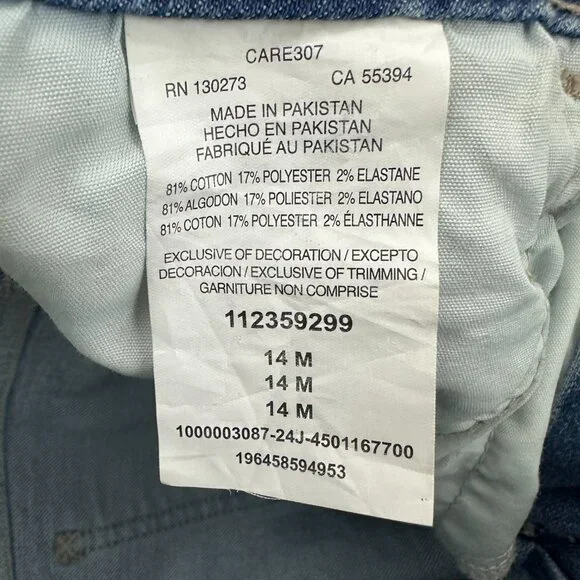 CARE307
RN 130273 CA 55394
MADE IN PAKISTAN
HECHO EN PAKISTAN
FABRIQUÉ AU PAKISTAN
81% COTTON 17% POLYESTER 2% ELASTANE
81% ALGODON 17% POLIESTER 2% ELASTANO
81% COTON 17% POLYESTER 2% ÉLASTHANNE
EXCLUSIVE OF DECORATION / EXCEPTO
DECORACION / EXCLUSIVE OF TRIMMING /
GARNITURE NON COMPRISE
112359299
14 M
14 M
14 M
1000003087-24J-4501167700
196458594953